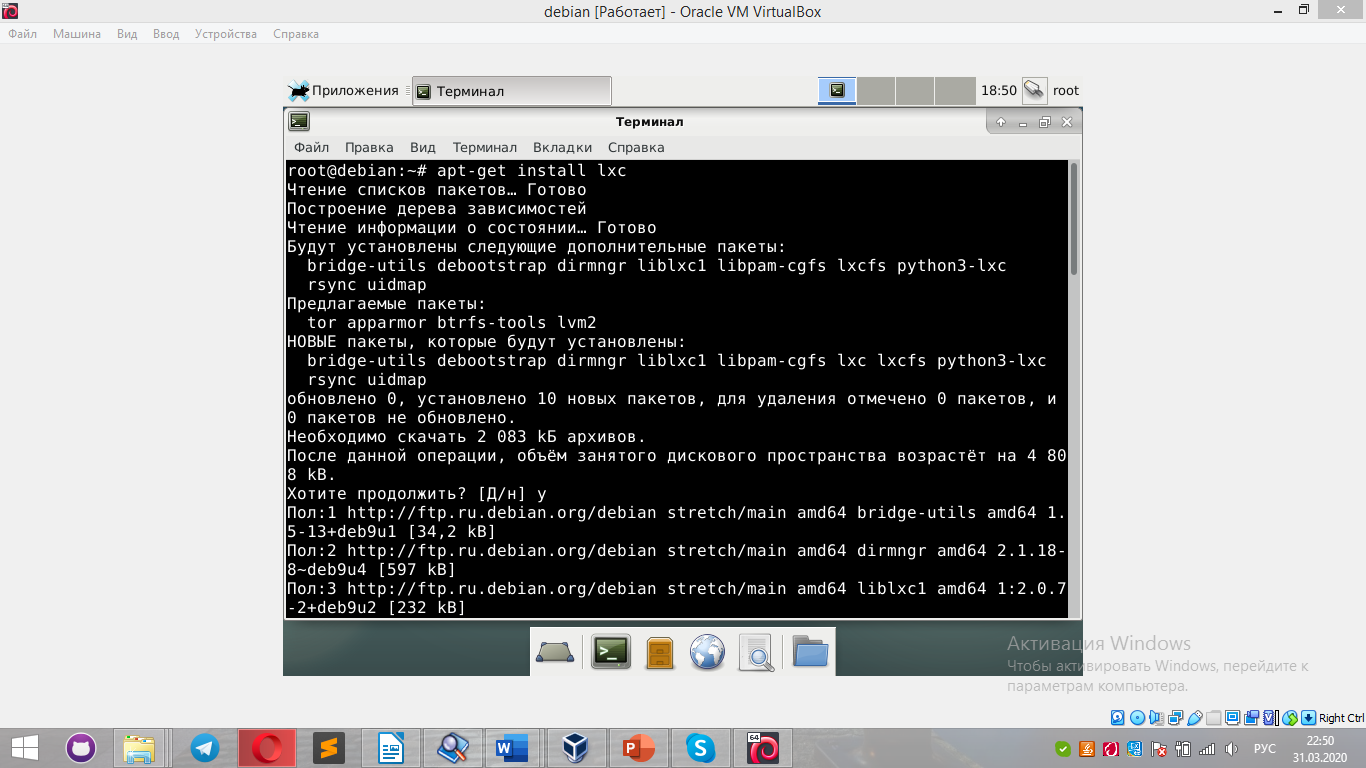 debian [Работает] - Oracle VM VirtualBox
Файл Машина Вид Ввод Устройства Справка
Приложения Терминал 18:50 root
Терминал
Файл Правка Вид Терминал Вкладки Справка
root@debian:~# apt-get install lxc
Чтение списков пакетов… Готово
Построение дерева зависимостей
Чтение информации о состоянии… Готово
Будут установлены следующие дополнительные пакеты:
  bridge-utils debootstrap dirmngr liblxc1 libpam-cgfs lxcfs python3-lxc
  rsync uidmap
Предлагаемые пакеты:
  tor apparmor btrfs-tools lvm2
НОВЫЕ пакеты, которые будут установлены:
  bridge-utils debootstrap dirmngr liblxc1 libpam-cgfs lxc lxcfs python3-lxc
  rsync uidmap
обновлено 0, установлено 10 новых пакетов, для удаления отмечено 0 пакетов, и
0 пакетов не обновлено.
Необходимо скачать 2 083 kБ архивов.
После данной операции, объём занятого дискового пространства возрастёт на 4 80
8 kB.
Хотите продолжить? [Д/н] y
Пол:1 http://ftp.ru.debian.org/debian stretch/main amd64 bridge-utils amd64 1.
5-13+deb9u1 [34,2 kB]
Пол:2 http://ftp.ru.debian.org/debian stretch/main amd64 dirmngr amd64 2.1.18-
8~deb9u4 [597 kB]
Пол:3 http://ftp.ru.debian.org/debian stretch/main amd64 liblxc1 amd64 1:2.0.7
-2+deb9u2 [232 kB]
Активация Windows
Чтобы активировать Windows, перейдите к
параметрам компьютера.
Right Ctrl
64
РУС 22:50
31.03.2020